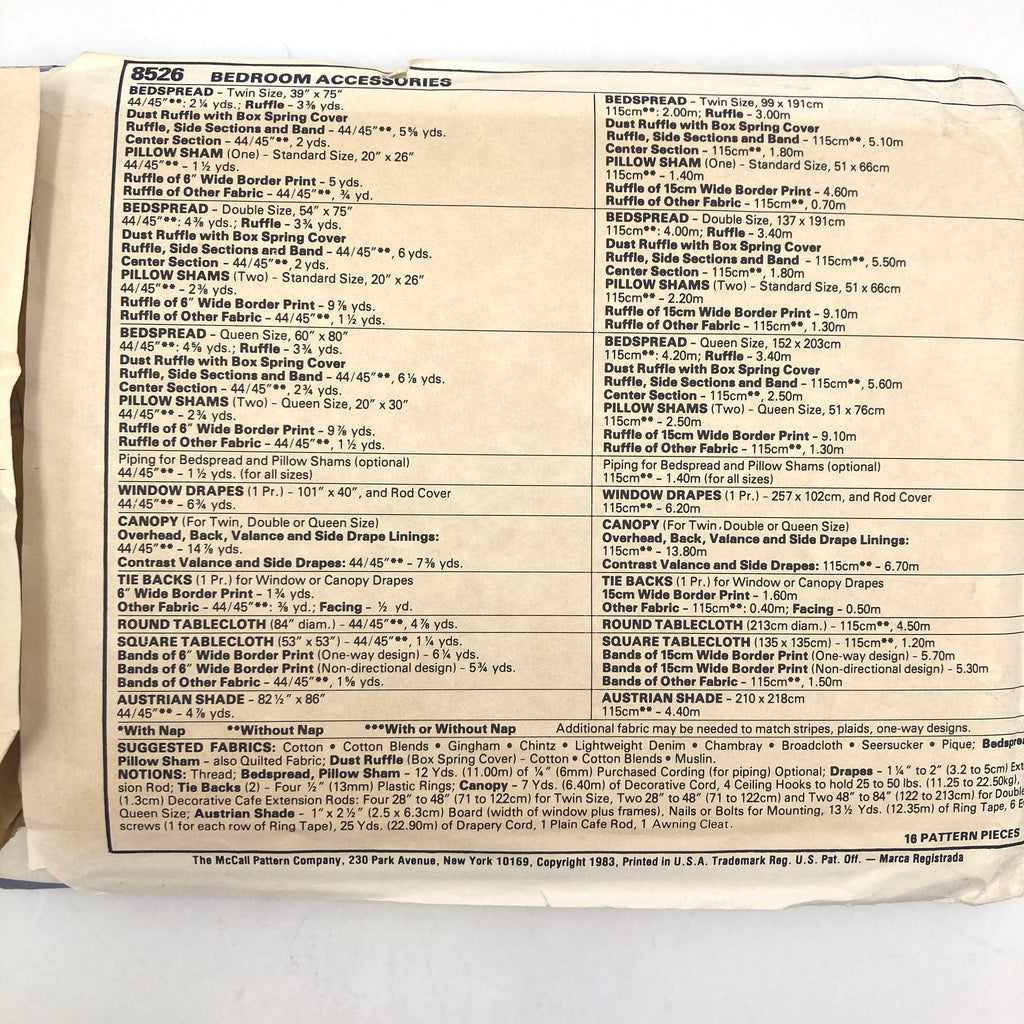 8526 BEDROOM ACCESSORIES
BEDSPREAD – Twin Size, 39" x 75"
44/45"**: 2¼ yds.; Ruffle – 3⅜ yds.
Dust Ruffle with Box Spring Cover
Ruffle, Side Sections and Band – 44/45"**, 5⅝ yds.
Center Section – 44/45"**, 2 yds.
PILLOW SHAM (One) – Standard Size, 20" x 26"
44/45"** – 1½ yds.
Ruffle of 6" Wide Border Print – 5 yds.
Ruffle of Other Fabric – 44/45"**, ¾ yd.
BEDSPREAD – Double Size, 54" x 75"
44/45"**: 4⅜ yds.; Ruffle – 3¾ yds.
Dust Ruffle with Box Spring Cover
Ruffle, Side Sections and Band – 44/45"**, 6 yds.
Center Section – 44/45"**, 2 yds.
PILLOW SHAMS (Two) – Standard Size, 20" x 26"
44/45"** – 2⅜ yds.
Ruffle of 6" Wide Border Print – 9⅞ yds.
Ruffle of Other Fabric – 44/45"**, 1½ yds.
BEDSPREAD – Queen Size, 60" x 80"
44/45"**: 4⅝ yds.; Ruffle – 3¾ yds.
Dust Ruffle with Box Spring Cover
Ruffle, Side Sections and Band – 44/45"**, 6⅛ yds.
Center Section – 44/45"**, 2¾ yds.
PILLOW SHAMS (Two) – Queen Size, 20" x 30"
44/45"** – 2¾ yds.
Ruffle of 6" Wide Border Print – 9⅞ yds.
Ruffle of Other Fabric – 44/45"**, 1½ yds.
Piping for Bedspread and Pillow Shams (optional)
44/45"** – 1½ yds. (for all sizes)
WINDOW DRAPES (1 Pr.) – 101" x 40", and Rod Cover
44/45"** – 6¾ yds.
CANOPY (For Twin, Double or Queen Size)
Overhead, Back, Valance and Side Drape Linings:
44/45"** – 14⅞ yds.
Contrast Valance and Side Drapes: 44/45"** – 7⅜ yds.
TIE BACKS (1 Pr.) for Window or Canopy Drapes
6" Wide Border Print – 1¾ yds.
Other Fabric – 44/45"**: ⅜ yd.; Facing – ½ yd.
ROUND TABLECLOTH (84" diam.) – 44/45"**, 4⅞ yds.
SQUARE TABLECLOTH (53" x 53") – 44/45"**, 1¼ yds.
Bands of 6" Wide Border Print (One-way design) – 6¼ yds.
Bands of 6" Wide Border Print (Non-directional design) – 5¾ yds.
Bands of Other Fabric – 44/45"**, 1⅝ yds.
AUSTRIAN SHADE – 82½" x 86"
44/45"** – 4⅞ yds.
BEDSPREAD – Twin Size, 99 x 191cm
115cm**: 2.00m; Ruffle – 3.00m
Dust Ruffle with Box Spring Cover
Ruffle, Side Sections and Band – 115cm**, 5.10m
Center Section – 115cm**, 1.80m
PILLOW SHAM (One) – Standard Size, 51 x 66cm
115cm** – 1.40m
Ruffle of 15cm Wide Border Print – 4.60m
Ruffle of Other Fabric – 115cm**, 0.70m
BEDSPREAD – Double Size, 137 x 191cm
115cm**: 4.00m; Ruffle – 3.40m
Dust Ruffle with Box Spring Cover
Ruffle, Side Sections and Band – 115cm**, 5.50m
Center Section – 115cm**, 1.80m
PILLOW SHAMS (Two) – Standard Size, 51 x 66cm
115cm** – 2.20m
Ruffle of 15cm Wide Border Print – 9.10m
Ruffle of Other Fabric – 115cm**, 1.30m
BEDSPREAD – Queen Size, 152 x 203cm
115cm**: 4.20m; Ruffle – 3.40m
Dust Ruffle with Box Spring Cover
Ruffle, Side Sections and Band – 115cm**, 5.60m
Center Section – 115cm**, 2.50m
PILLOW SHAMS (Two) – Queen Size, 51 x 76cm
115cm** – 2.50m
Ruffle of 15cm Wide Border Print – 9.10m
Ruffle of Other Fabric – 115cm**, 1.30m
Piping for Bedspread and Pillow Shams (optional)
115cm** – 1.40m (for all sizes)
WINDOW DRAPES (1 Pr.) – 257 x 102cm, and Rod Cover
115cm** – 6.20m
CANOPY (For Twin, Double or Queen Size)
Overhead, Back, Valance and Side Drape Linings:
115cm** – 13.80m
Contrast Valance and Side Drapes: 115cm** – 6.70m
TIE BACKS (1 Pr.) for Window or Canopy Drapes
15cm Wide Border Print – 1.60m
Other Fabric – 115cm**: 0.40m; Facing – 0.50m
ROUND TABLECLOTH (213cm diam.) – 115cm**, 4.50m
SQUARE TABLECLOTH (135 x 135cm) – 115cm**, 1.20m
Bands of 15cm Wide Border Print (One-way design) – 5.70m
Bands of 15cm Wide Border Print (Non-directional design) – 5.30m
Bands of Other Fabric – 115cm**, 1.50m
AUSTRIAN SHADE – 210 x 218cm
115cm** – 4.40m
*With Nap **Without Nap ***With or Without Nap Additional fabric may be needed to match stripes, plaids, one-way designs.
SUGGESTED FABRICS: Cotton • Cotton Blends • Gingham • Chintz • Lightweight Denim • Chambray • Broadcloth • Seersucker • Pique;
Pillow Sham – also Quilted Fabric; Dust Ruffle (Box Spring Cover) – Cotton • Cotton Blends • Muslin.
NOTIONS: Thread; Bedspread, Pillow Sham – 12 Yds. (11.00m) of ¼" (6mm) Purchased Cording (for piping) Optional; Drapes – 1¼" to 2" (3.2 to 5cm)
sion Rod; Tie Backs (2) – Four ½" (13mm) Plastic Rings; Canopy – 7 Yds. (6.40m) of Decorative Cord, 4 Ceiling Hooks to hold 25 to 50 lbs. (11.25 to 22.50kg),
(1.3cm) Decorative Cafe Extension Rods: Four 28" to 48" (71 to 122cm) for Twin Size, Two 28" to 48" (71 to 122cm) and Two 48" to 84" (122 to 213cm) for Double
Queen Size; Austrian Shade – 1" x 2½" (2.5 x 6.3cm) Board (width of window plus frames), Nails or Bolts for Mounting, 13½ Yds. (12.35m) of Ring Tape, 6
screws (1 for each row of Ring Tape), 25 Yds. (22.90m) of Drapery Cord, 1 Plain Cafe Rod, 1 Awning Cleat.
16 PATTERN PIECES
The McCall Pattern Company, 230 Park Avenue, New York 10169, Copyright 1983, Printed in U.S.A. Trademark Reg. U.S. Pat. Off. — Marca Registrada